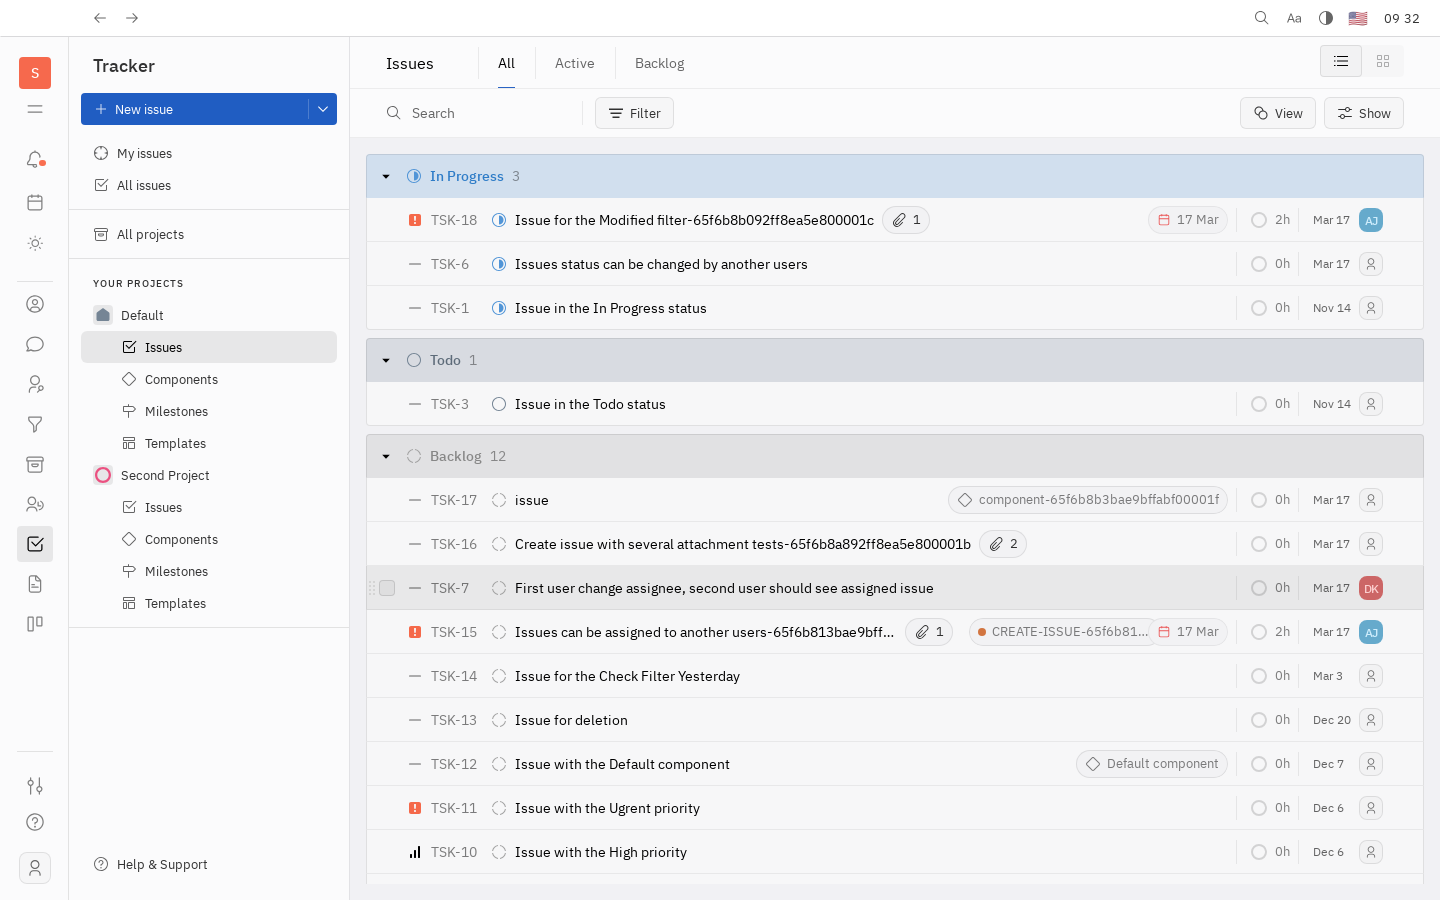 Aa
09 32
S
Tracker
New issue
My issues
All issues
All projects
YOUR PROJECTS
Default
Issues
Components
Milestones
Templates
Second Project
Issues
Components
Milestones
Templates
Help & Support
Issues
All
Active
Backlog
Search
Filter
View
Show
In Progress 3
TSK-18 Issue for the Modified filter-65f6b8b092ff8ea5e800001c 1 17 Mar 2h Mar 17 AJ
TSK-6 Issues status can be changed by another users 0h Mar 17
TSK-1 Issue in the In Progress status 0h Nov 14
Todo 1
TSK-3 Issue in the Todo status 0h Nov 14
Backlog 12
TSK-17 issue component-65f6b8b3bae9bffabf00001f 0h Mar 17
TSK-16 Create issue with several attachment tests-65f6b8a892ff8ea5e800001b 2 0h Mar 17
TSK-7 First user change assignee, second user should see assigned issue 0h Mar 17 DK
TSK-15 Issues can be assigned to another users-65f6b813bae9bff... 1 CREATE-ISSUE-65f6b81... 17 Mar 2h Mar 17 AJ
TSK-14 Issue for the Check Filter Yesterday 0h Mar 3
TSK-13 Issue for deletion 0h Dec 20
TSK-12 Issue with the Default component Default component 0h Dec 7
TSK-11 Issue with the Ugrent priority 0h Dec 6
TSK-10 Issue with the High priority 0h Dec 6